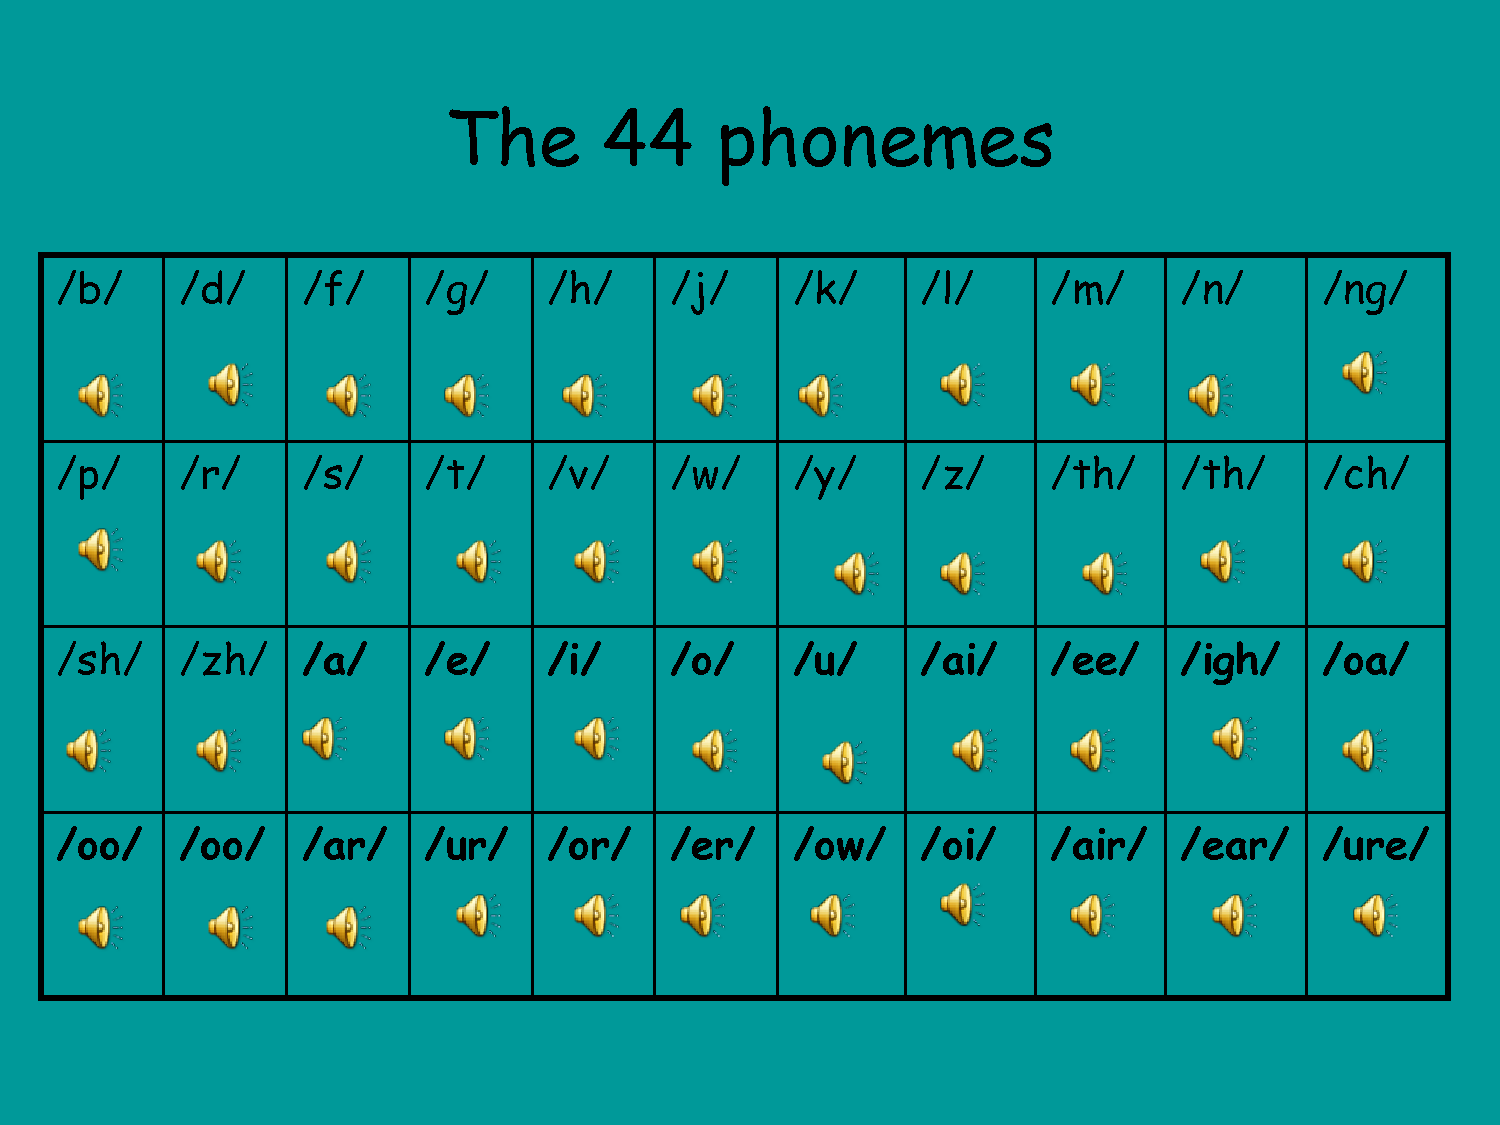 The 44 phonemes
/b/ /d/ /f/ /g/ /h/ /j/ /k/ /l/ /m/ /n/ /ng/
/p/ /r/ /s/ /t/ /v/ /w/ /y/ /z/ /th/ /th/ /ch/
/sh/ /zh/ /a/ /e/ /i/ /o/ /u/ /ai/ /ee/ /igh/ /oa/
/oo/ /oo/ /ar/ /ur/ /or/ /er/ /ow/ /oi/ /air/ /ear/ /ure/